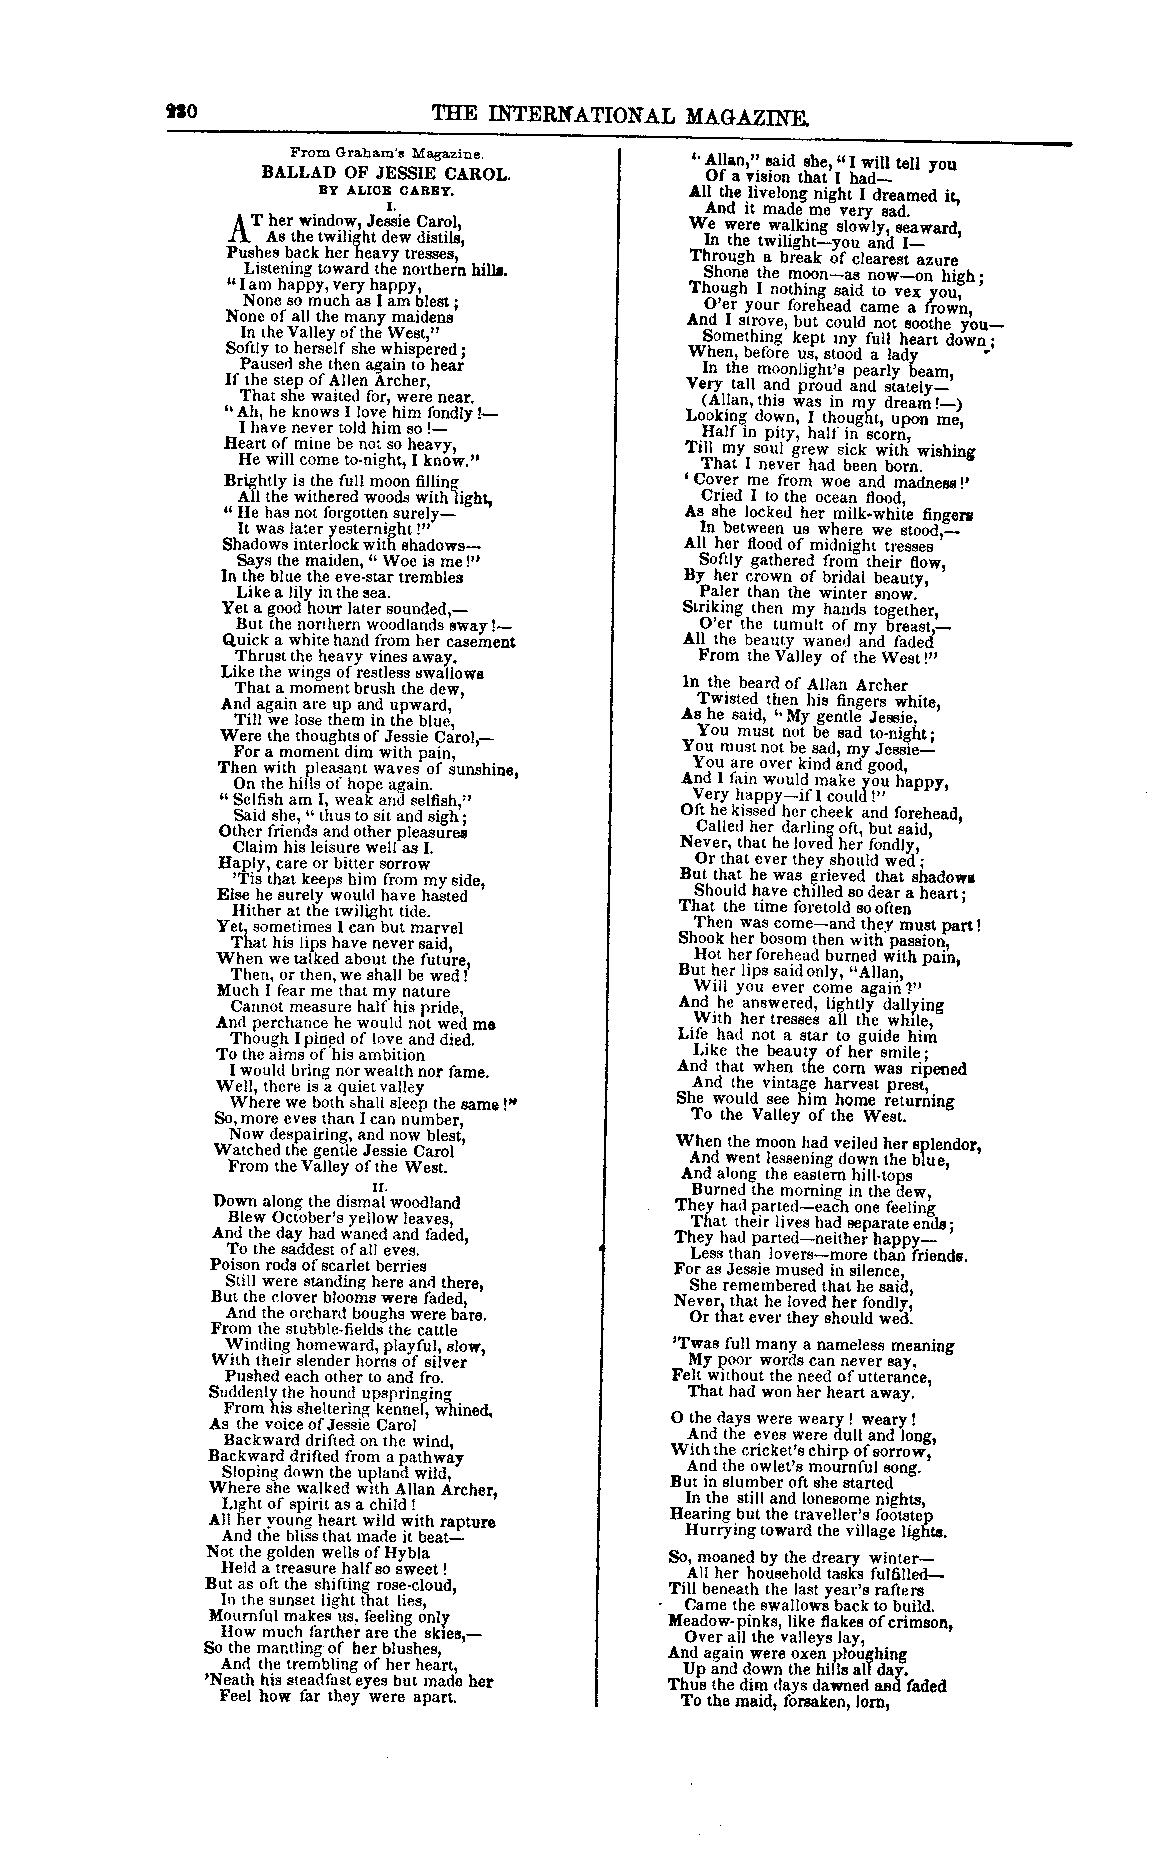 230
THE INTERNATIONAL MAGAZINE.
From Graham's Magazine.
BALLAD OF JESSIE CAROL.
BY ALICE CAREY.
I.
AT her window, Jessie Carol,
As the twilight dew distils,
Pushes back her heavy tresses,
Listening toward the northern hills.
"I am happy, very happy,
None so much as I am blest;
None of all the many maidens
In the Valley of the West,"
Softly to herself she whispered;
Paused she then again to hear
If the step of Allen Archer,
That she waited for, were near.
"Ah, he knows I love him fondly!—
I have never told him so!—
Heart of mine be not so heavy,
He will come to-night, I know."
Brightly is the full moon filling
All the withered woods with light,
"He has not forgotten surely—
It was later yesternight!"
Shadows interlock with shadows—
Says the maiden, "Woe is me!"
In the blue the eve-star trembles
Like a lily in the sea.
Yet a good hour later sounded,—
But the northern woodlands sway!—
Quick a white hand from her casement
Thrust the heavy vines away.
Like the wings of restless swallows
That a moment brush the dew,
And again are up and upward,
Till we lose them in the blue,
Were the thoughts of Jessie Carol,—
For a moment dim with pain,
Then with pleasant waves of sunshine,
On the hills of hope again.
"Selfish am I, weak and selfish,"
Said she, "thus to sit and sigh;
Other friends and other pleasures
Claim his leisure well as I.
Haply, care or bitter sorrow
'Tis that keeps him from my side,
Else he surely would have hasted
Hither at the twilight tide.
Yet, sometimes I can but marvel
That his lips have never said,
When we talked about the future,
Then, or then, we shall be wed!
Much I fear me that my nature
Cannot measure half his pride,
And perchance he would not wed me
Though I pined of love and died.
To the aims of his ambition
I would bring nor wealth nor fame.
Well, there is a quiet valley
Where we both shall sleep the same!"
So, more eves than I can number,
Now despairing, and now blest,
Watched the gentle Jessie Carol
From the Valley of the West.
II.
Down along the dismal woodland
Blew October's yellow leaves,
And the day had waned and faded,
To the saddest of all eves.
Poison rods of scarlet berries
Still were standing here and there,
But the clover blooms were faded,
And the orchard boughs were bare.
From the stubble-fields the cattle
Winding homeward, playful, slow,
With their slender horns of silver
Pushed each other to and fro.
Suddenly the hound upspringing
From his sheltering kennel, whined,
As the voice of Jessie Carol
Backward drifted on the wind,
Backward drifted from a pathway
Sloping down the upland wild,
Where she walked with Allan Archer,
Light of spirit as a child!
All her young heart wild with rapture
And the bliss that made it beat—
Not the golden wells of Hybla
Held a treasure half so sweet!
But as oft the shifting rose-cloud,
In the sunset light that lies,
Mournful makes us, feeling only
How much farther are the skies,—
So the mantling of her blushes,
And the trembling of her heart,
'Neath his steadfast eyes but made her
Feel how far they were apart.
"Allan," said she, "I will tell you
Of a vision that I had—
All the livelong night I dreamed it,
And it made me very sad.
We were walking slowly, seaward,
In the twilight—you and I—
Through a break of clearest azure
Shone the moon—as now—on high;
Though I nothing said to vex you,
O'er your forehead came a frown,
And I strove, but could not soothe you—
Something kept my full heart down;
When, before us, stood a lady
In the moonlight's pearly beam,
Very tall and proud and stately—
(Allan, this was in my dream!—)
Looking down, I thought, upon me,
Half in pity, half in scorn,
Till my soul grew sick with wishing
That I never had been born.
'Cover me from woe and madness!'
Cried I to the ocean flood,
As she locked her milk-white fingers
In between us where we stood,—
All her flood of midnight tresses
Softly gathered from their flow,
By her crown of bridal beauty,
Paler than the winter snow.
Striking then my hands together,
O'er the tumult of my breast,—
All the beauty waned and faded
From the Valley of the West!"
In the beard of Allan Archer
Twisted then his fingers white,
As he said, "My gentle Jessie,
You must not be sad to-night;
You must not be sad, my Jessie—
You are over kind and good,
And I fain would make you happy,
Very happy—if I could!"
Oft he kissed her cheek and forehead,
Called her darling oft, but said,
Never, that he loved her fondly,
Or that ever they should wed;
But that he was grieved that shadows
Should have chilled so dear a heart;
That the time foretold so often
Then was come—and they must part!
Shook her bosom then with passion,
Hot her forehead burned with pain,
But her lips said only, "Allan,
Will you ever come again?"
And he answered, lightly dallying
With her tresses all the while,
Life had not a star to guide him
Like the beauty of her smile;
And that when the corn was ripened
And the vintage harvest prest,
She would see him home returning
To the Valley of the West.
When the moon had veiled her splendor,
And went lessening down the blue,
And along the eastern hill-tops
Burned the morning in the dew,
They had parted—each one feeling
That their lives had separate ends;
They had parted—neither happy—
Less than lovers—more than friends.
For as Jessie mused in silence,
She remembered that he said,
Never, that he loved her fondly,
Or that ever they should wed.
'Twas full many a nameless meaning
My poor words can never say,
Felt without the need of utterance,
That had won her heart away.
O the days were weary! weary!
And the eves were dull and long,
With the cricket's chirp of sorrow,
And the owlet's mournful song.
But in slumber oft she started
In the still and lonesome nights,
Hearing but the traveller's footstep
Hurrying toward the village lights.
So, moaned by the dreary winter—
All her household tasks fulfilled—
Till beneath the last year's rafters
Came the swallows back to build.
Meadow-pinks, like flakes of crimson,
Over all the valleys lay,
And again were oxen ploughing
Up and down the hills all day.
Thus the dim days dawned and faded
To the maid, forsaken, lorn,